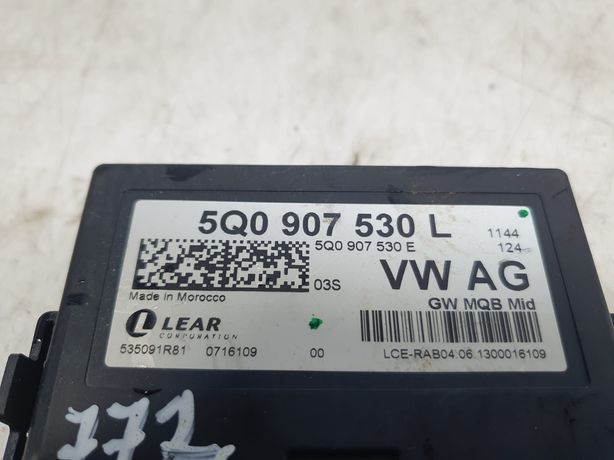 5Q0 907 530 L
1144
5Q0 907 530 E
124
03S
VW AG
Made in Morocco
GW MQB Mid
LEAR
CORPORATION
535091R81 0716109 00
LCE-RAB04.06.1300016109
172